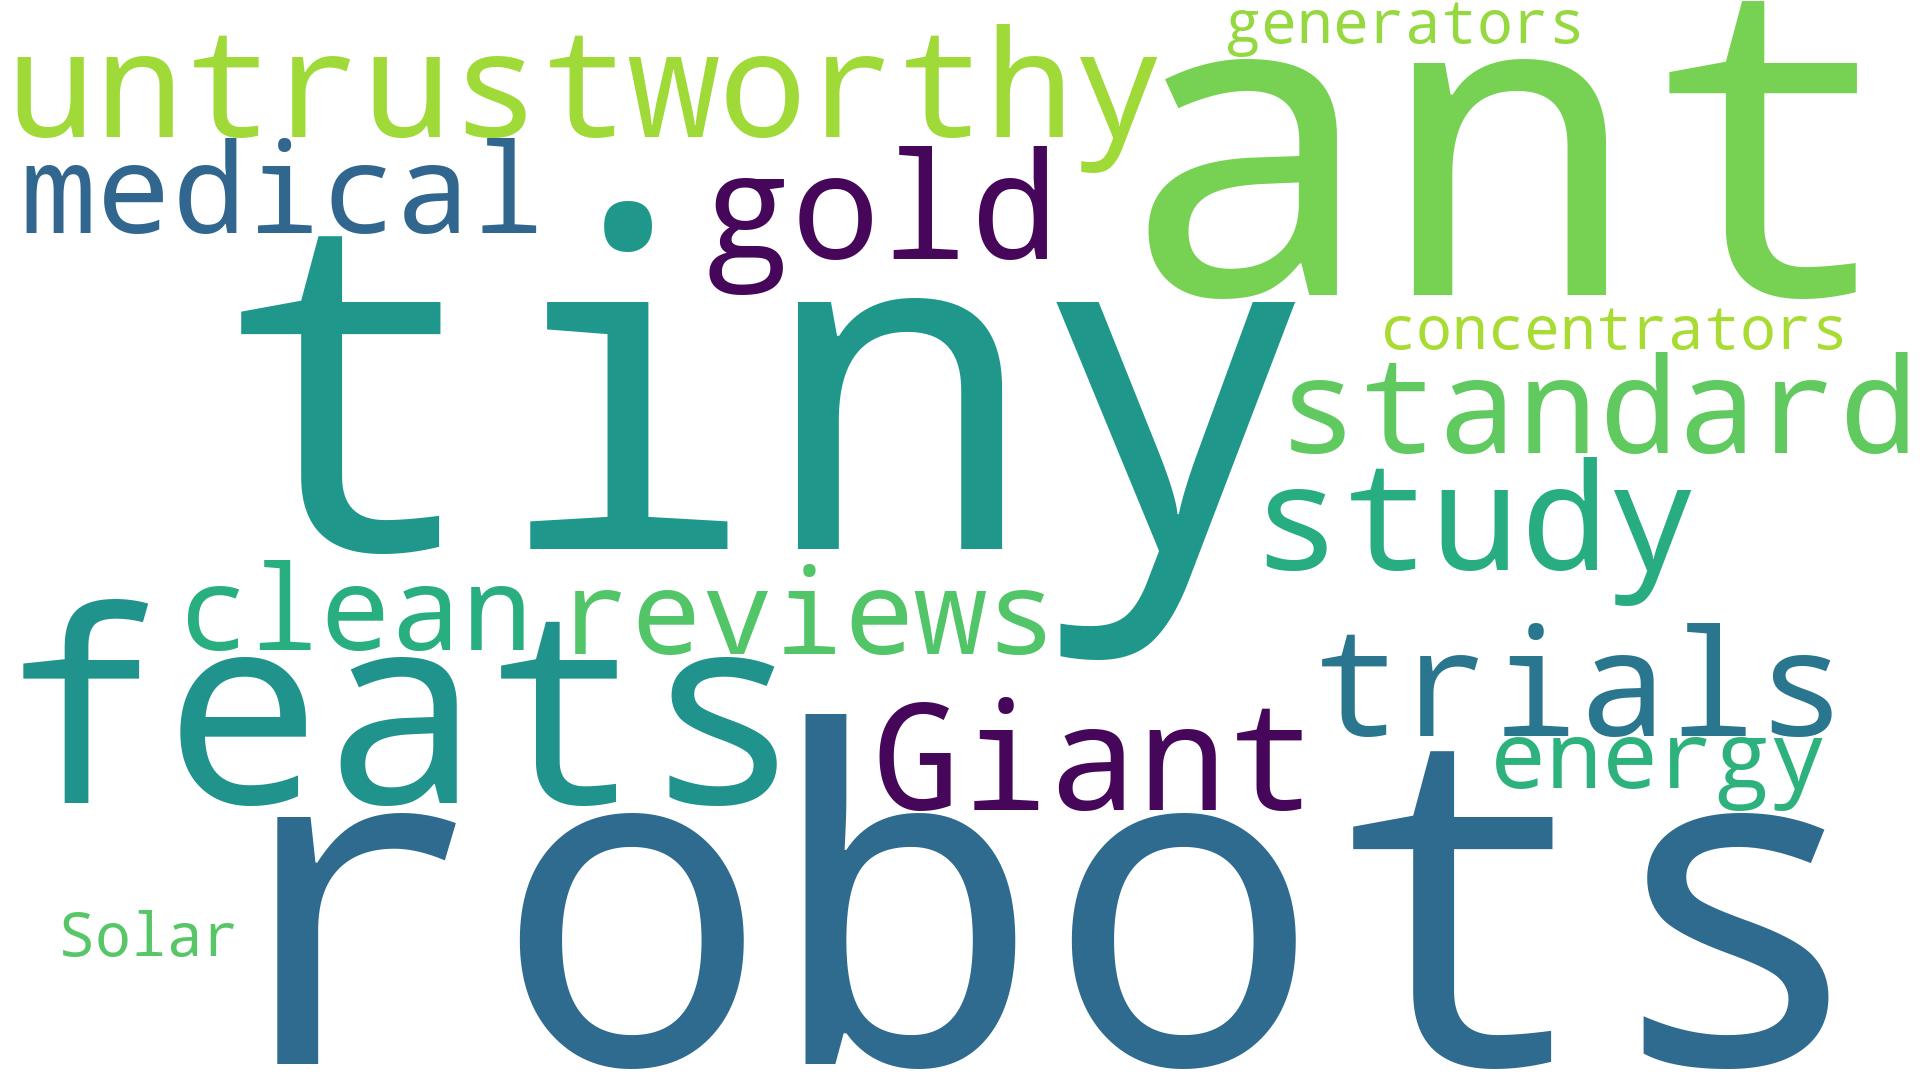 generators
untrustworthy
ant
medical
gold
tiny
concentrators
standard
study
clean
reviews
feats
trials
Giant
energy
robots
Solar